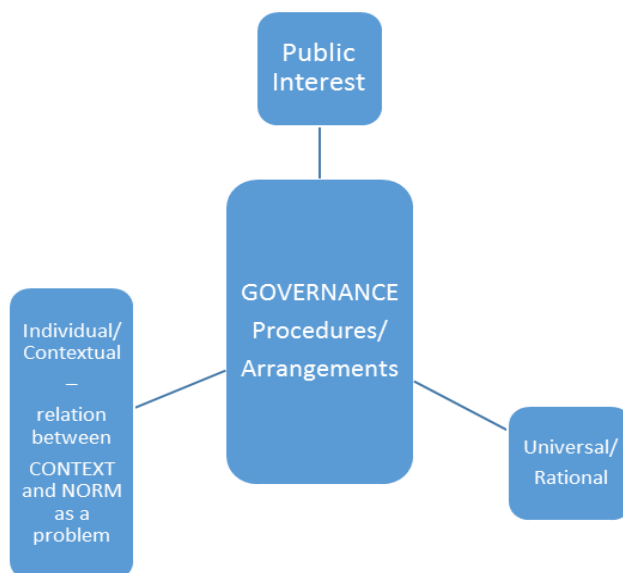 Public
Interest
GOVERNANCE
Procedures/
Arrangements
Individual/
Contextual
–
relation
between
CONTEXT
and NORM
as a
problem
Universal/
Rational